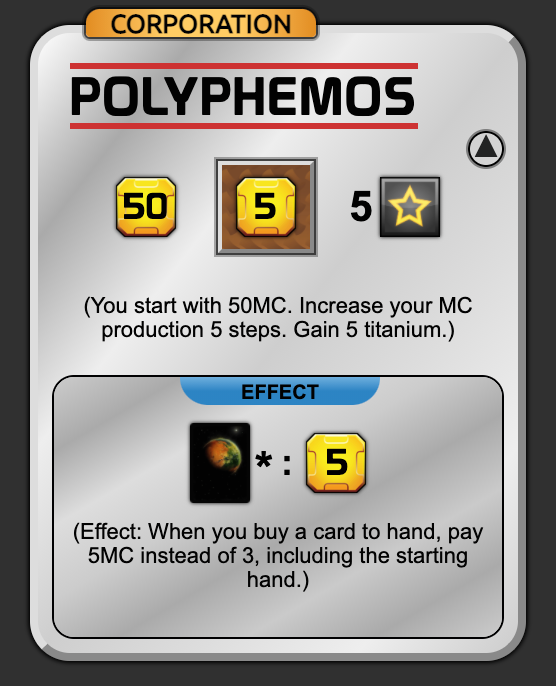 CORPORATION
POLYPHEMOS
50 5 5
(You start with 50MC. Increase your MC
production 5 steps. Gain 5 titanium.)
EFFECT
* : 5
(Effect: When you buy a card to hand, pay
5MC instead of 3, including the starting
hand.)